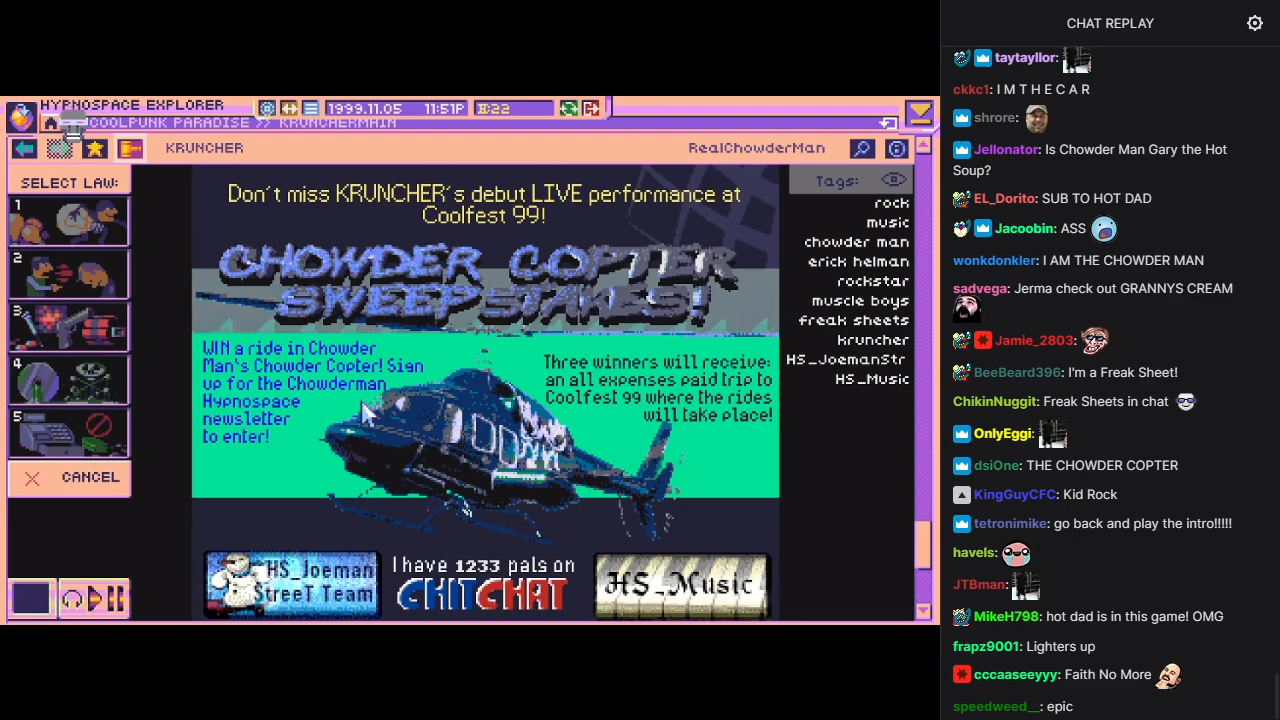 HYPNOSPACE EXPLORER
1999.11.05 11:51P
22
COOLPUNK PARADISE >> KRUNCHERMAIN
KRUNCHER
RealChowderMan
SELECT LAW:
1
2
3
4
5
CANCEL
Don't miss KRUNCHER's debut LIVE performance at
Coolfest 99!
CHOWDER COPTER
SWEEPSTAKES!
WIN a ride in Chowder
Man's Chowder Copter! Sign
up for the Chowderman
Hypnospace
newsletter
to enter!
Three winners will receive:
an all expenses paid trip to
Coolfest 99 where the rides
will take place!
HS_Joeman
StreeT Team
I have 1233 pals on
CHITCHAT
HS_Music
Tags:
rock
music
chowder man
erick helman
rockstar
muscle boys
freak sheets
kruncher
HS_JoemanStr
HS_Music
CHAT REPLAY
taytayllor:
ckkc1: I M T H E C A R
shrore:
Jellonator: Is Chowder Man Gary the Hot
Soup?
EL_Dorito: SUB TO HOT DAD
Jacoobin: ASS
wonkdonkler: I AM THE CHOWDER MAN
sadvega: Jerma check out GRANNYS CREAM
Jamie_2803:
BeeBeard396: I'm a Freak Sheet!
ChikinNuggit: Freak Sheets in chat
OnlyEggi:
dsiOne: THE CHOWDER COPTER
KingGuyCFC: Kid Rock
tetronimike: go back and play the intro!!!!!
havels:
JTBman:
MikeH798: hot dad is in this game! OMG
frapz9001: Lighters up
cccaaseeyyy: Faith No More
speedweed__: epic